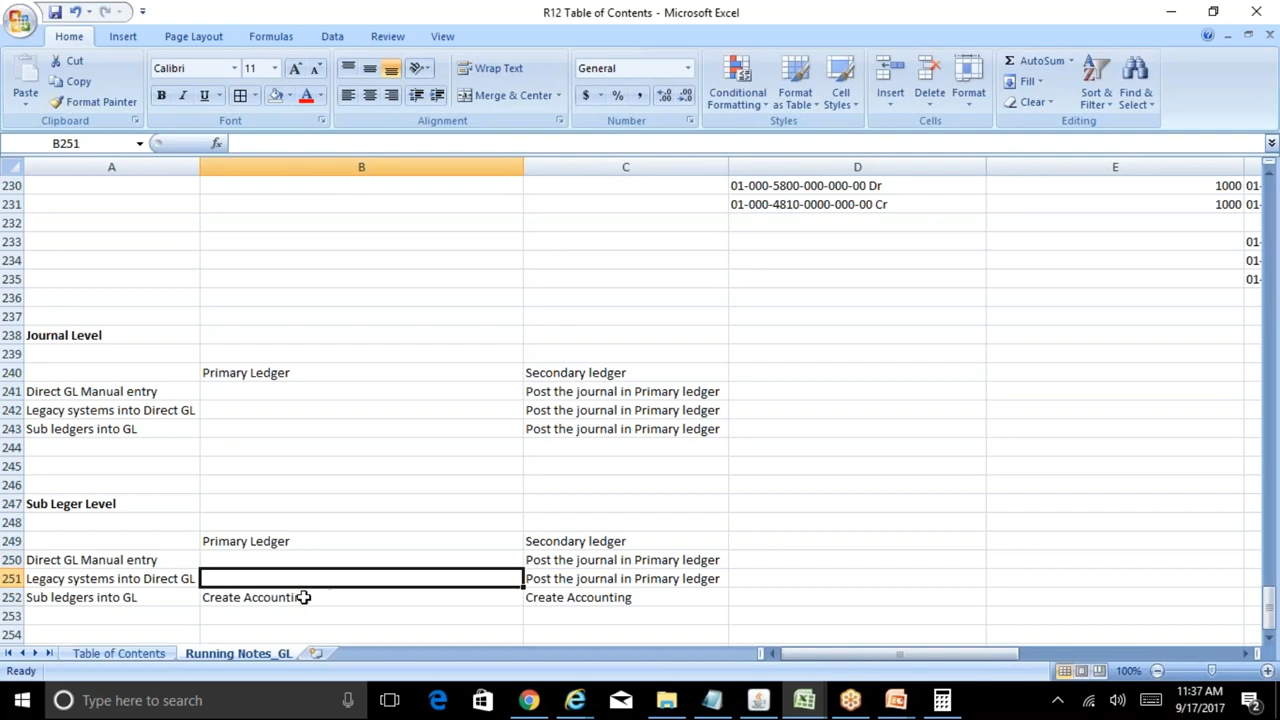 R12 Table of Contents - Microsoft Excel
Home Insert Page Layout Formulas Data Review View
Paste
Cut
Copy
Format Painter
Clipboard
Calibri 11
B I U
Font
Wrap Text
Merge & Center
Alignment
General
$ % ,
Number
Conditional Formatting
Format as Table
Cell Styles
Styles
Insert
Delete
Format
Cells
Σ AutoSum
Fill
Clear
Sort & Filter
Find & Select
Editing
B251
fx
A B C D E
230 01-000-5800-000-000-00 Dr 1000 01-
231 01-000-4810-0000-000-00 Cr 1000 01-
232
233 01-
234 01-
235 01-
236
237
238 Journal Level
239
240 Primary Ledger Secondary ledger
241 Direct GL Manual entry Post the journal in Primary ledger
242 Legacy systems into Direct GL Post the journal in Primary ledger
243 Sub ledgers into GL Post the journal in Primary ledger
244
245
246
247 Sub Leger Level
248
249 Primary Ledger Secondary ledger
250 Direct GL Manual entry Post the journal in Primary ledger
251 Legacy systems into Direct GL Post the journal in Primary ledger
252 Sub ledgers into GL Create Accounting Create Accounting
253
254
Table of Contents Running Notes_GL
Ready 100%
Type here to search
11:37 AM
9/17/2017
2